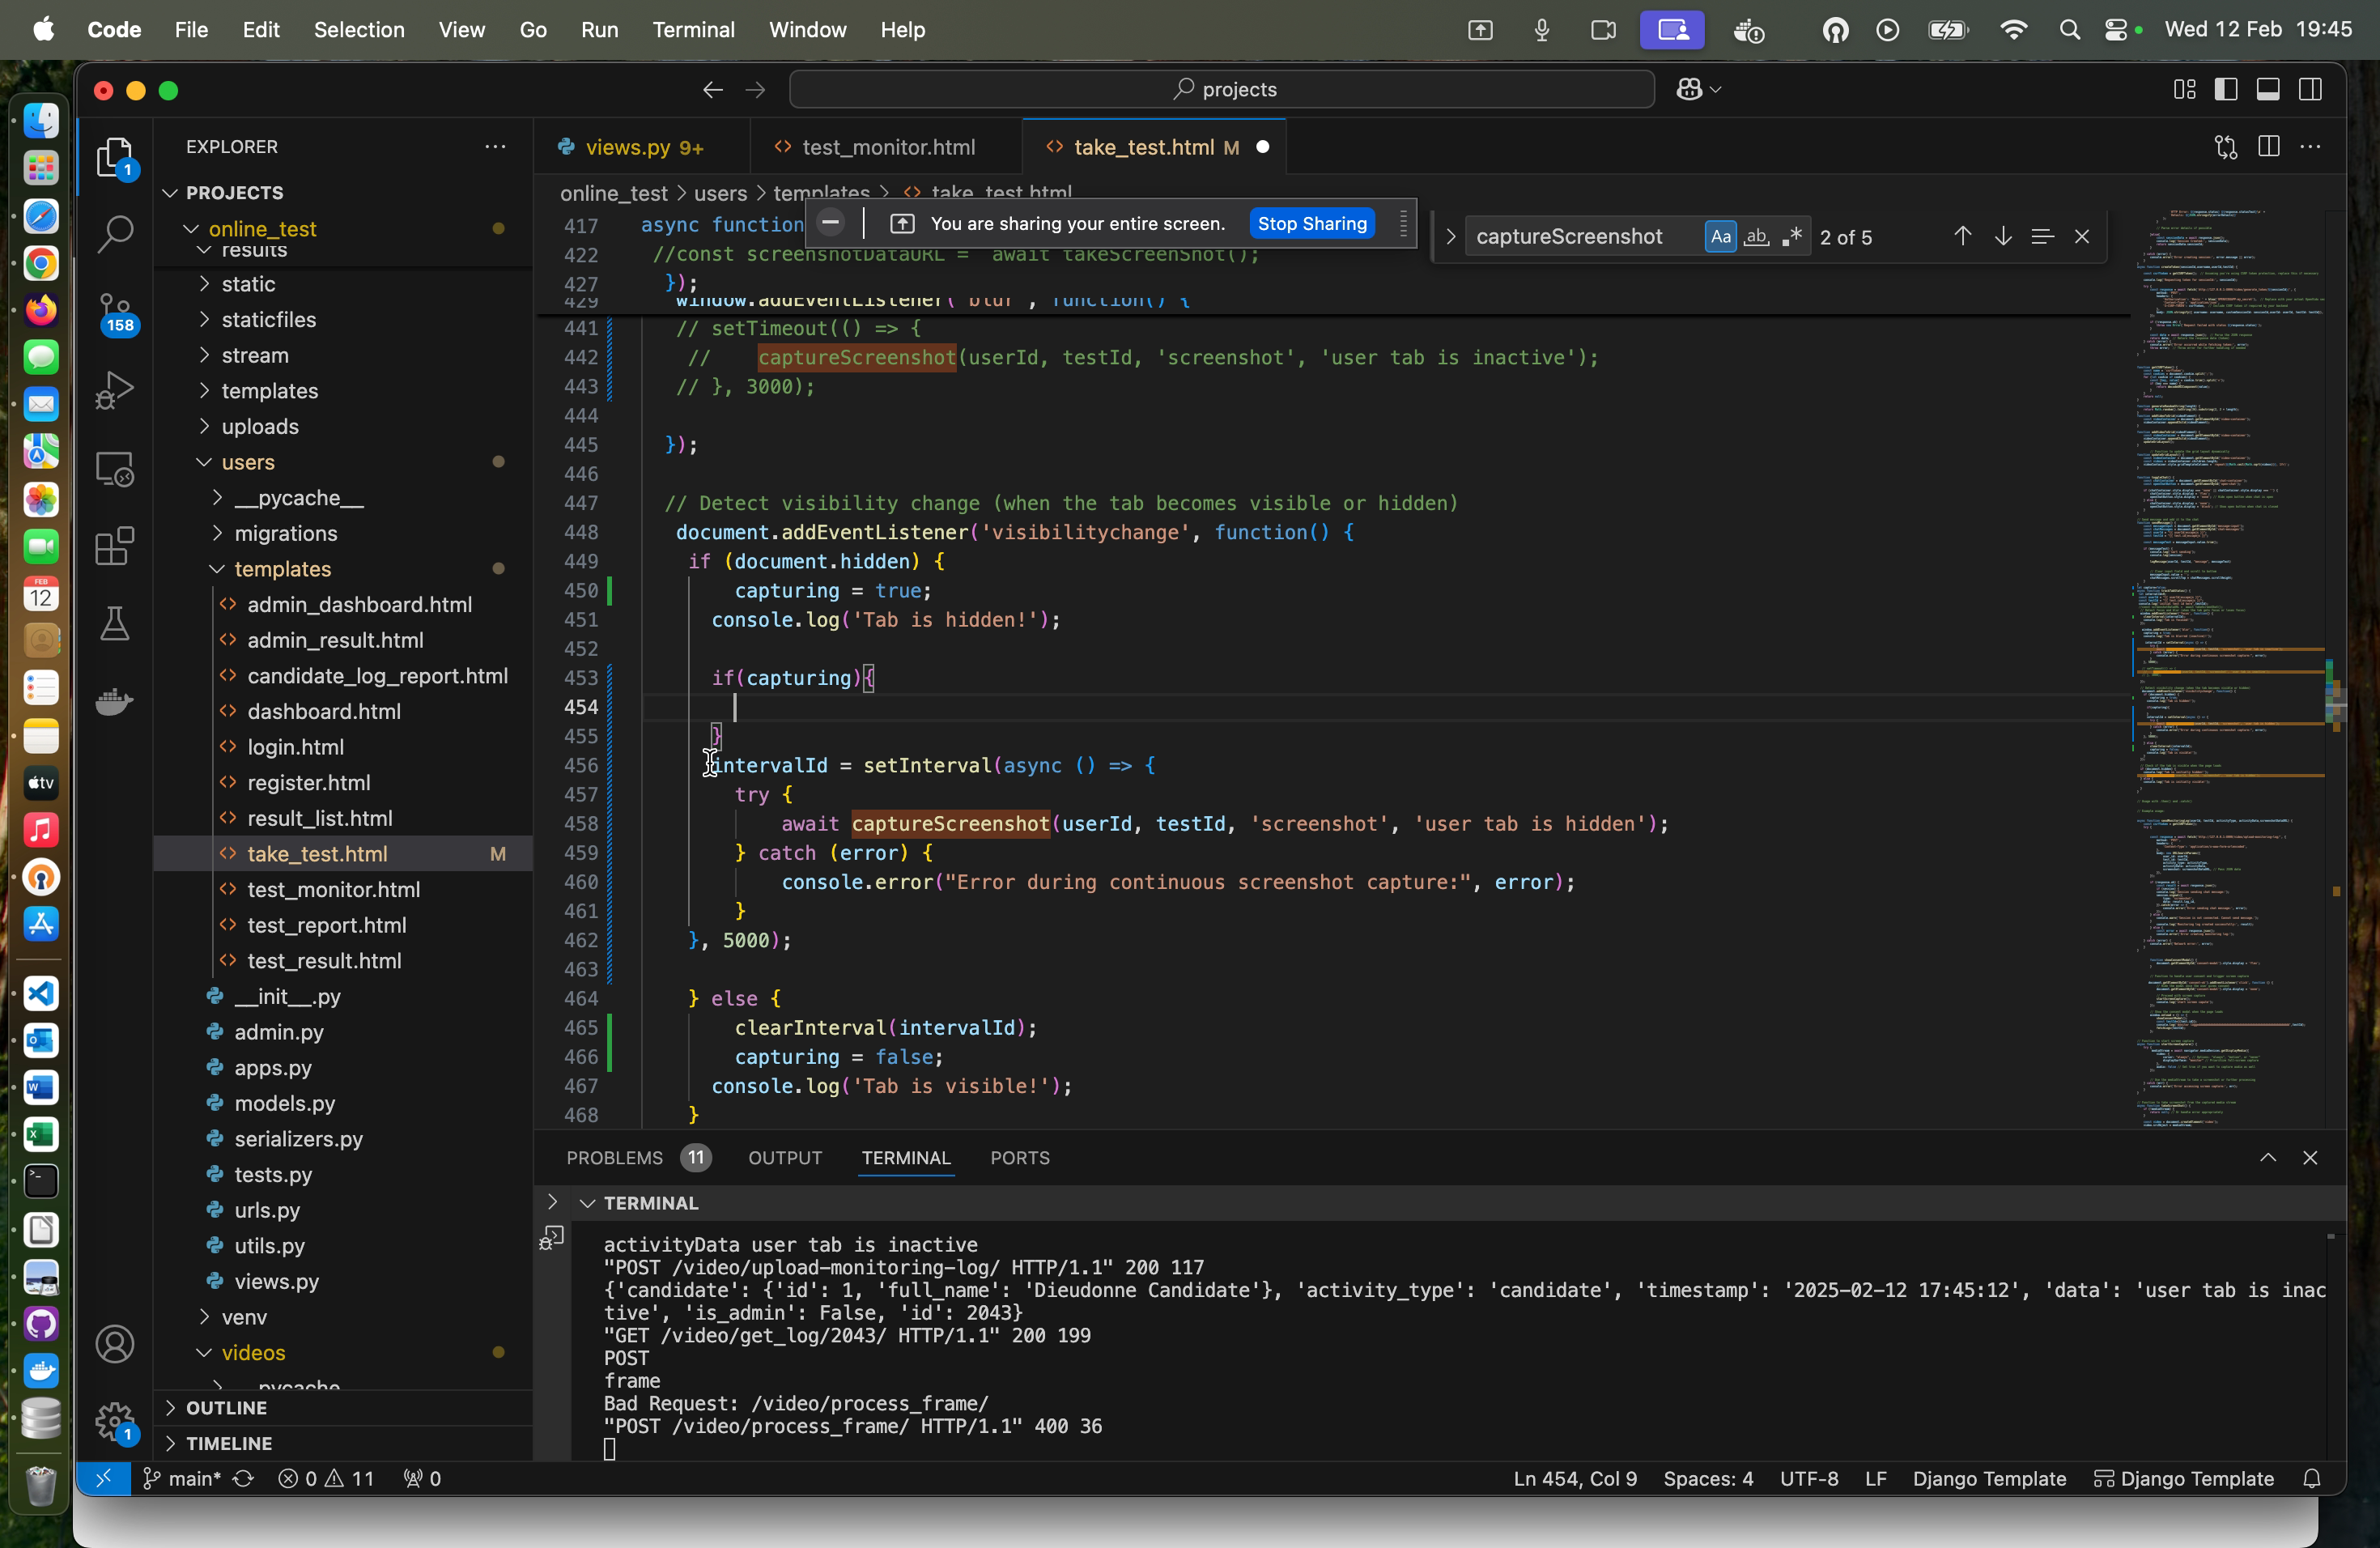 Code File Edit Selection View Go Run Terminal Window Help Wed 12 Feb 19:45
projects
EXPLORER
PROJECTS
online_test
results
static
staticfiles
stream
templates
uploads
users
__pycache__
migrations
templates
admin_dashboard.html
admin_result.html
candidate_log_report.html
dashboard.html
login.html
register.html
result_list.html
take_test.html M
test_monitor.html
test_report.html
test_result.html
__init__.py
admin.py
apps.py
models.py
serializers.py
tests.py
urls.py
utils.py
views.py
venv
videos
pycache
OUTLINE
TIMELINE
1
158
1
FEB
12
tv
views.py 9+ test_monitor.html take_test.html M
online_test > users > templates > take_test.html
You are sharing your entire screen. Stop Sharing
captureScreenshot Aa ab 2 of 5
417 async function
422 //const screenshotDataURL = await takeScreenShot();
427 });
429 window.addEventListener('blur', function() {
441 // setTimeout(() => {
442 // captureScreenshot(userId, testId, 'screenshot', 'user tab is inactive');
443 // }, 3000);
444
445 });
446
447 // Detect visibility change (when the tab becomes visible or hidden)
448 document.addEventListener('visibilitychange', function() {
449 if (document.hidden) {
450 capturing = true;
451 console.log('Tab is hidden!');
452
453 if(capturing){
454
455 }
456 intervalId = setInterval(async () => {
457 try {
458 await captureScreenshot(userId, testId, 'screenshot', 'user tab is hidden');
459 } catch (error) {
460 console.error("Error during continuous screenshot capture:", error);
461 }
462 }, 5000);
463
464 } else {
465 clearInterval(intervalId);
466 capturing = false;
467 console.log('Tab is visible!');
468 }
PROBLEMS 11 OUTPUT TERMINAL PORTS
TERMINAL
activityData user tab is inactive
"POST /video/upload-monitoring-log/ HTTP/1.1" 200 117
{'candidate': {'id': 1, 'full_name': 'Dieudonne Candidate'}, 'activity_type': 'candidate', 'timestamp': '2025-02-12 17:45:12', 'data': 'user tab is inac
tive', 'is_admin': False, 'id': 2043}
"GET /video/get_log/2043/ HTTP/1.1" 200 199
POST
frame
Bad Request: /video/process_frame/
"POST /video/process_frame/ HTTP/1.1" 400 36
main* 0 11 0 Ln 454, Col 9 Spaces: 4 UTF-8 LF Django Template Django Template